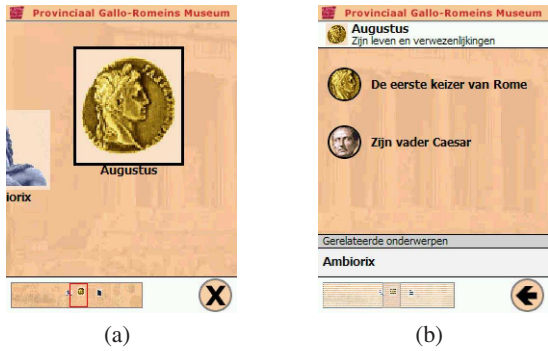 Provinciaal Gallo-Romeins Museum
Augustus
iorix
(a)
Provinciaal Gallo-Romeins Museum
Augustus
Zijn leven en verwezenlijkingen
De eerste keizer van Rome
Zijn vader Caesar
Gerelateerde onderwerpen
Ambiorix
(b)